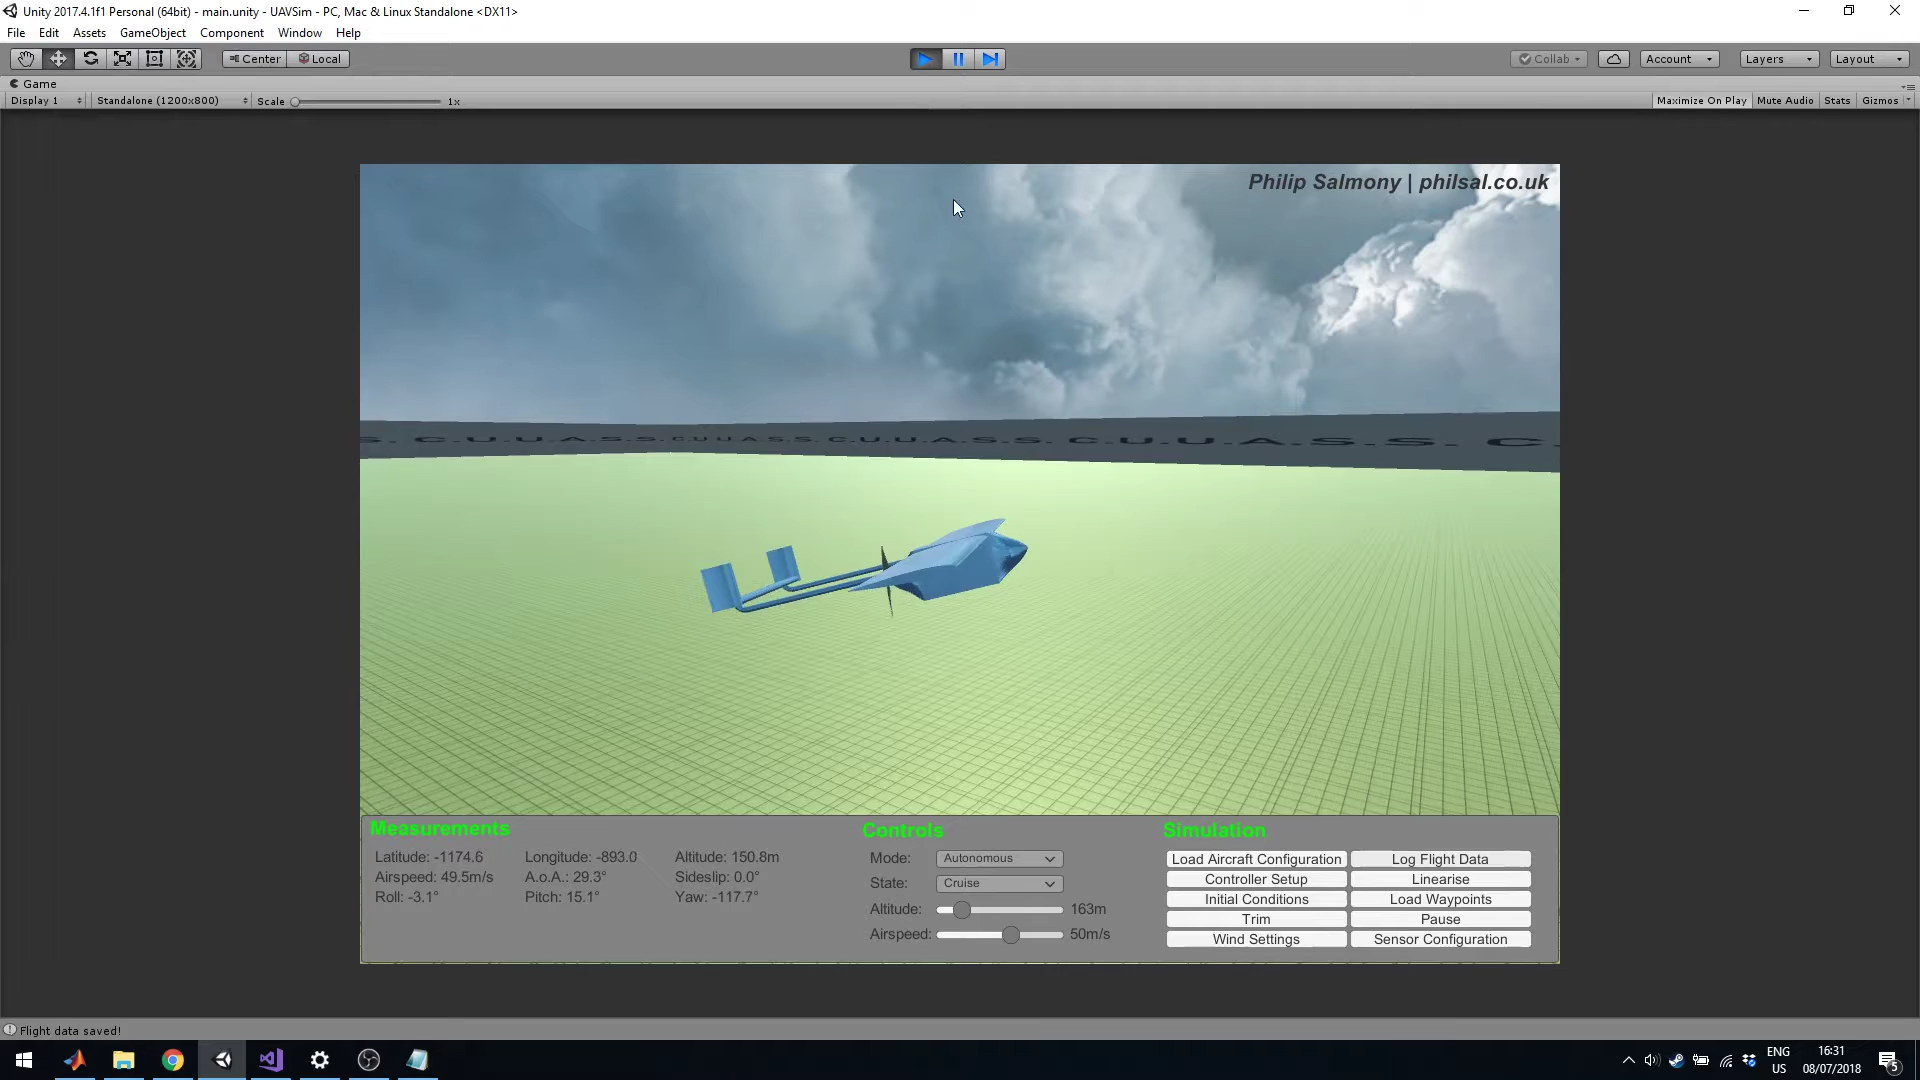 Unity 2017.4.1f1 Personal (64bit) - main.unity - UAVSim - PC, Mac & Linux Standalone <DX11>
File Edit Assets GameObject Component Window Help
Center Local Collab Account Layers Layout
Game
Display 1 Standalone (1200x800) Scale 1x Maximize On Play Mute Audio Stats Gizmos
Philip Salmony | philsal.co.uk
S. C.U.U.A.S.S. C.U.U.A.S.S. C.U.U.A.S.S. C.U.U.A.S.S. C.
Measurements
Latitude: -1174.6 Longitude: -893.0 Altitude: 150.8m
Airspeed: 49.5m/s A.o.A.: 29.3° Sideslip: 0.0°
Roll: -3.1° Pitch: 15.1° Yaw: -117.7°
Controls
Mode: Autonomous
State: Cruise
Altitude: 163m
Airspeed: 50m/s
Simulation
Load Aircraft Configuration Log Flight Data
Controller Setup Linearise
Initial Conditions Load Waypoints
Trim Pause
Wind Settings Sensor Configuration
Flight data saved!
ENG
US
16:31
08/07/2018
5